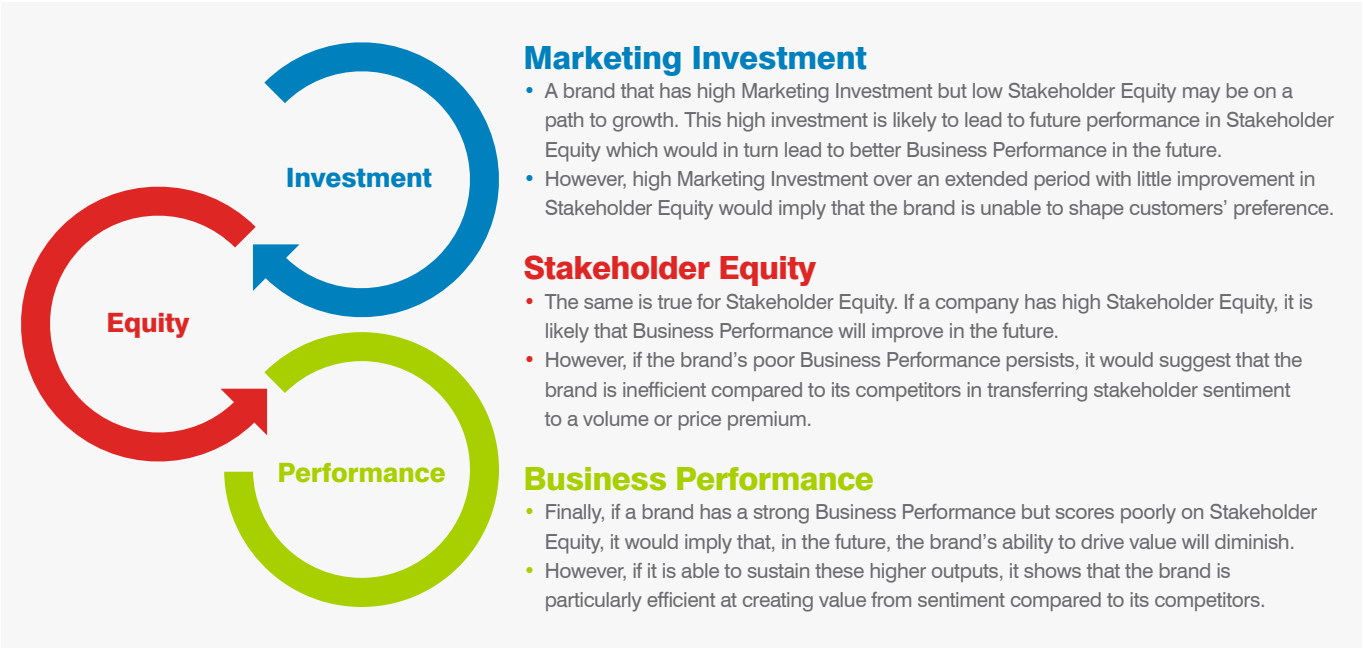 Investment
Equity
Performance
Marketing Investment
• A brand that has high Marketing Investment but low Stakeholder Equity may be on a
path to growth. This high investment is likely to lead to future performance in Stakeholder
Equity which would in turn lead to better Business Performance in the future.
• However, high Marketing Investment over an extended period with little improvement in
Stakeholder Equity would imply that the brand is unable to shape customers’ preference.
Stakeholder Equity
• The same is true for Stakeholder Equity. If a company has high Stakeholder Equity, it is
likely that Business Performance will improve in the future.
• However, if the brand’s poor Business Performance persists, it would suggest that the
brand is inefficient compared to its competitors in transferring stakeholder sentiment
to a volume or price premium.
Business Performance
• Finally, if a brand has a strong Business Performance but scores poorly on Stakeholder
Equity, it would imply that, in the future, the brand’s ability to drive value will diminish.
• However, if it is able to sustain these higher outputs, it shows that the brand is
particularly efficient at creating value from sentiment compared to its competitors.